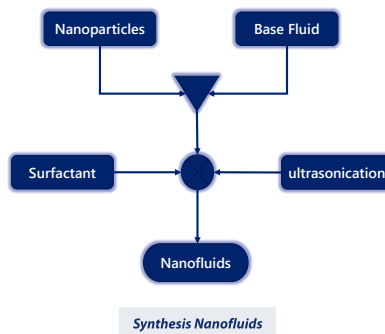 Nanoparticles
Base Fluid
Surfactant
ultrasonication
Nanofluids
Synthesis Nanofluids